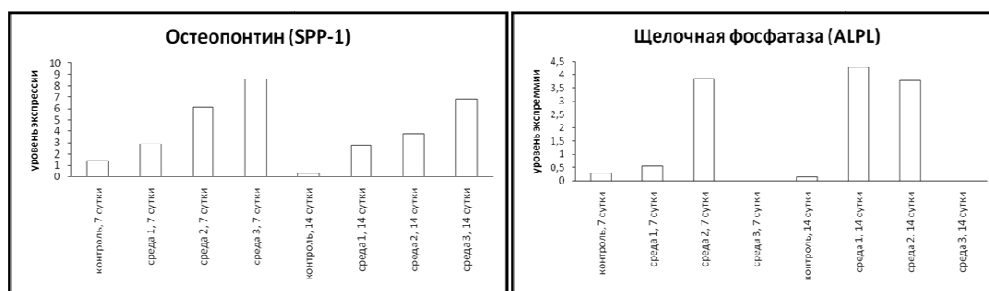 Остеопонтин (SPP-1)
уровень экспрессии
10
9
8
7
6
5
4
3
2
1
0
контроль, 7 сутки
среда 1, 7 сутки
среда 2, 7 сутки
среда 3, 7 сутки
контроль, 14 сутки
среда 1, 14 сутки
среда 2, 14 сутки
среда 3, 14 сутки
Щелочная фосфатаза (ALPL)
уровень экспреммии
4,5
4
3,5
3
2,5
2
1,5
1
0,5
0
контроль, 7 сутки
среда 1, 7 сутки
среда 2, 7 сутки
среда 3, 7 сутки
контроль, 14 сутки
среда 1, 14 сутки
среда 2, 14 сутки
среда 3, 14 сутки